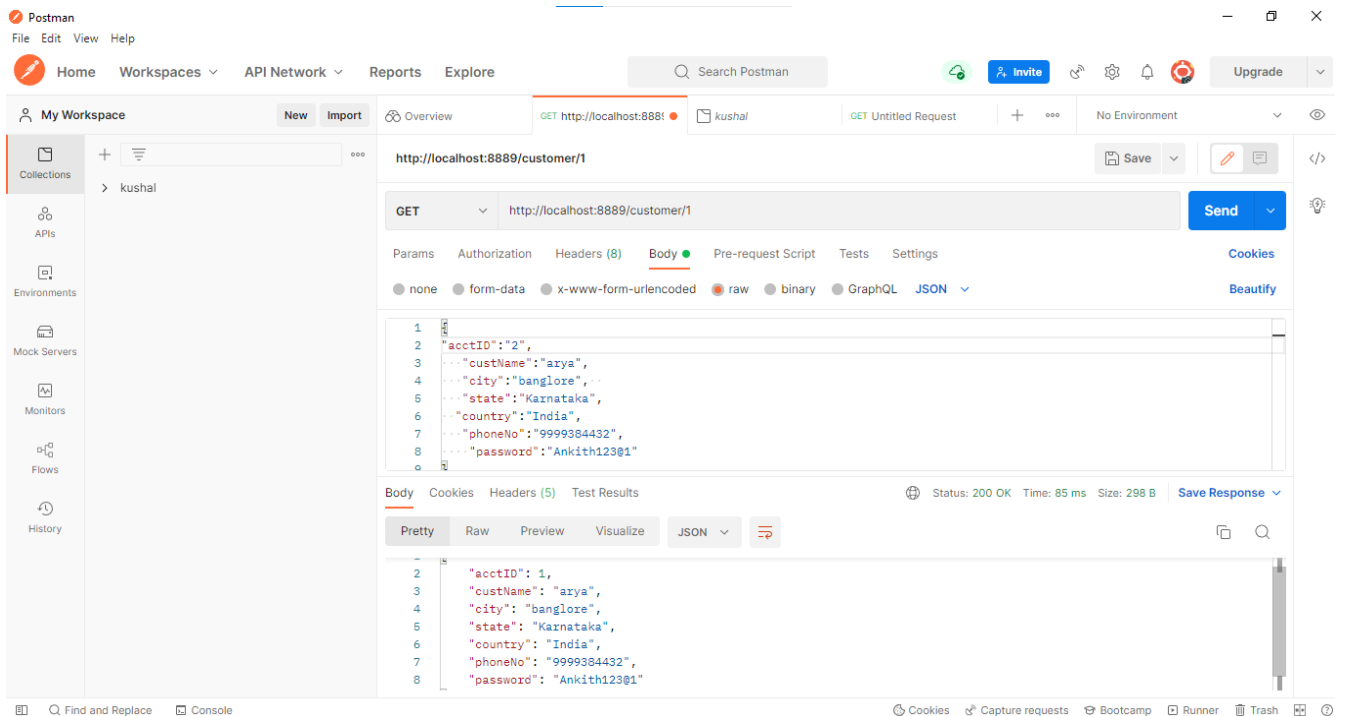 Postman
File Edit View Help
Home Workspaces API Network Reports Explore Search Postman Invite Upgrade
My Workspace New Import Overview GET http://localhost:8889 kushal GET Untitled Request No Environment
Collections
kushal
APIs
Environments
Mock Servers
Monitors
Flows
History
http://localhost:8889/customer/1 Save
GET http://localhost:8889/customer/1 Send
Params Authorization Headers (8) Body Pre-request Script Tests Settings Cookies
none form-data x-www-form-urlencoded raw binary GraphQL JSON Beautify
1 {
2 "acctID":"2",
3 "custName":"arya",
4 "city":"banglore",
5 "state":"Karnataka",
6 "country":"India",
7 "phoneNo":"9999384432",
8 "password":"Ankith123@1"
9 }
Body Cookies Headers (5) Test Results Status: 200 OK Time: 85 ms Size: 298 B Save Response
Pretty Raw Preview Visualize JSON
1 {
2 "acctID": 1,
3 "custName": "arya",
4 "city": "banglore",
5 "state": "Karnataka",
6 "country": "India",
7 "phoneNo": "9999384432",
8 "password": "Ankith123@1"
Find and Replace Console Cookies Capture requests Bootcamp Runner Trash